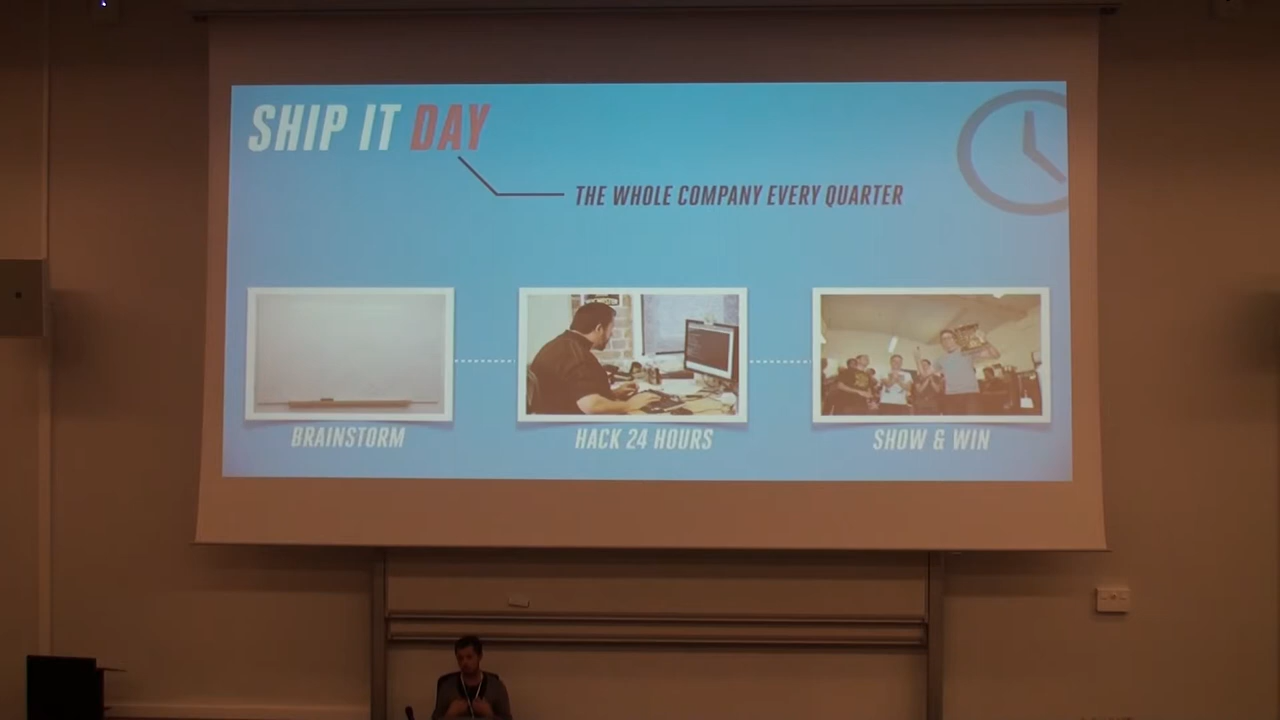 SHIP IT DAY
THE WHOLE COMPANY EVERY QUARTER
BRAINSTORM
HACK 24 HOURS
SHOW & WIN